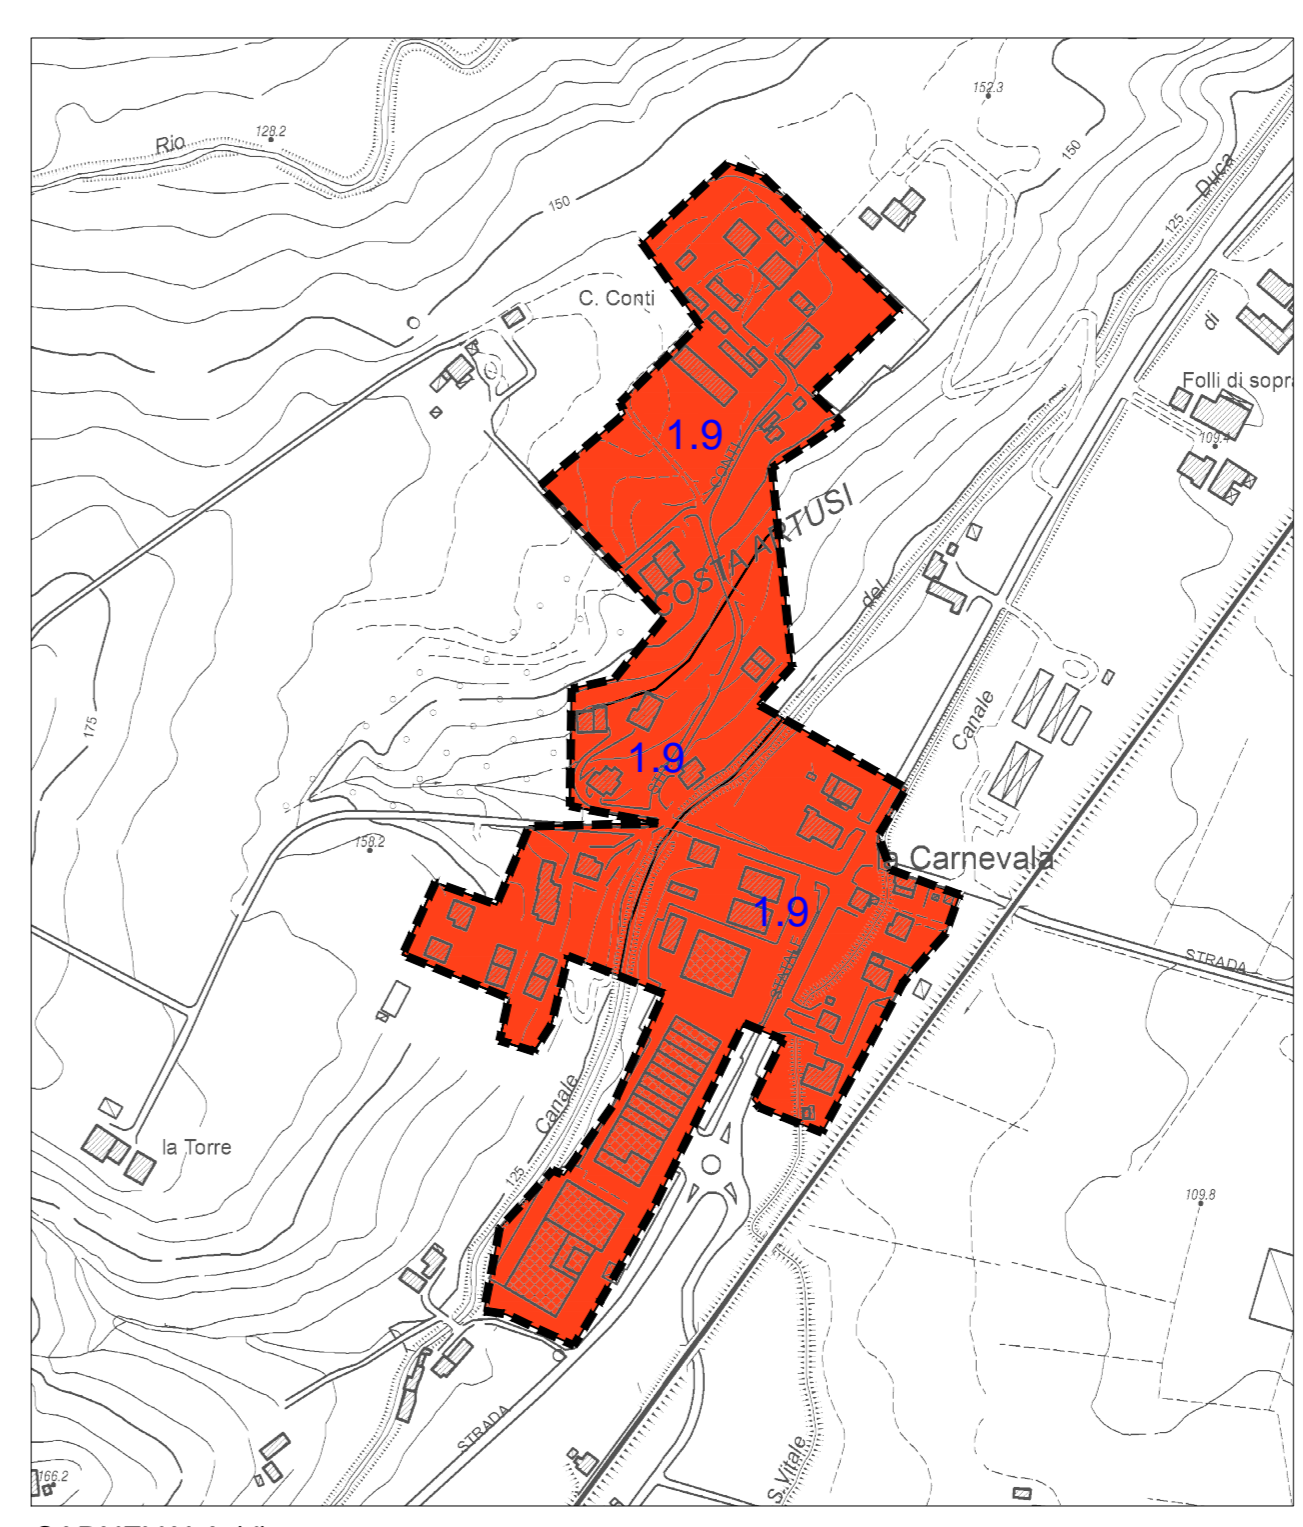 152.3
128.2
Rio
150
150
Duca
125
C. Conti
di
Folli di sopra
109.4
1.9
CONTI
COSTA ARTUSI
del
175
Canale
1.9
158.2
la Carnevala
1.9
STATALE
STRADA
Canale
la Torre
125
109.8
STRADA
S. Vitale
166.2